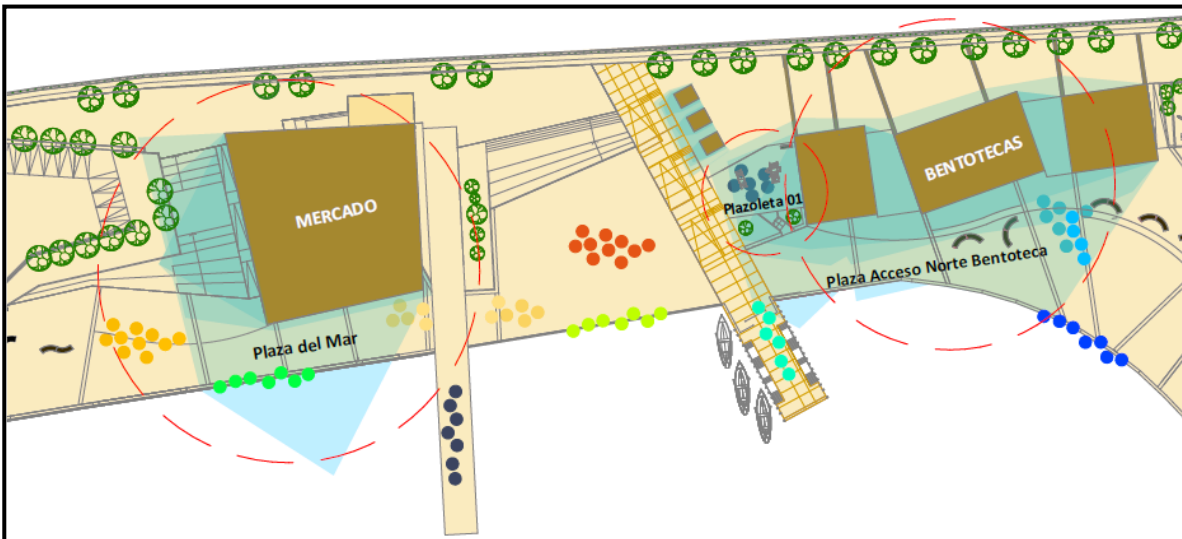 MERCADO
BENTOTECAS
Plazoleta 01
Plaza Acceso Norte Bentoteca
Plaza del Mar